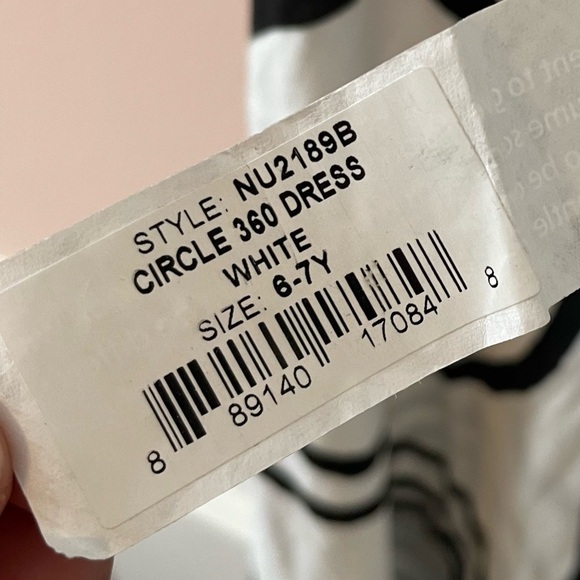 STYLE: NU2189B
CIRCLE 360 DRESS
WHITE
SIZE: 6-7Y
8 89140 17084 8